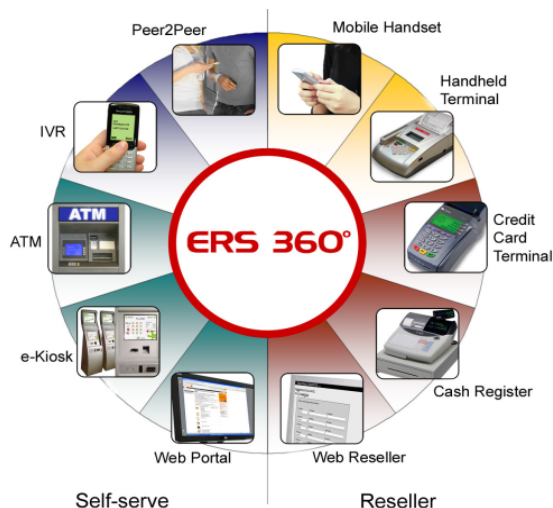 Peer2Peer
Mobile Handset
Handheld
Terminal
IVR
ATM
ATM
Credit
Card
Terminal
ERS 360°
e-Kiosk
Cash Register
Web Portal
Web Reseller
Self-serve
Reseller